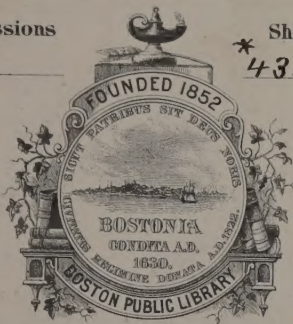 ssions
Sh
*43
FOUNDED 1852
SICUT PATRIBUS SIT DEUS NOBIS
BOSTONIA
CONDITA A.D.
1630.
CIVITATIS REGIMINE DONATA A.D. 1822.
BOSTON PUBLIC LIBRARY